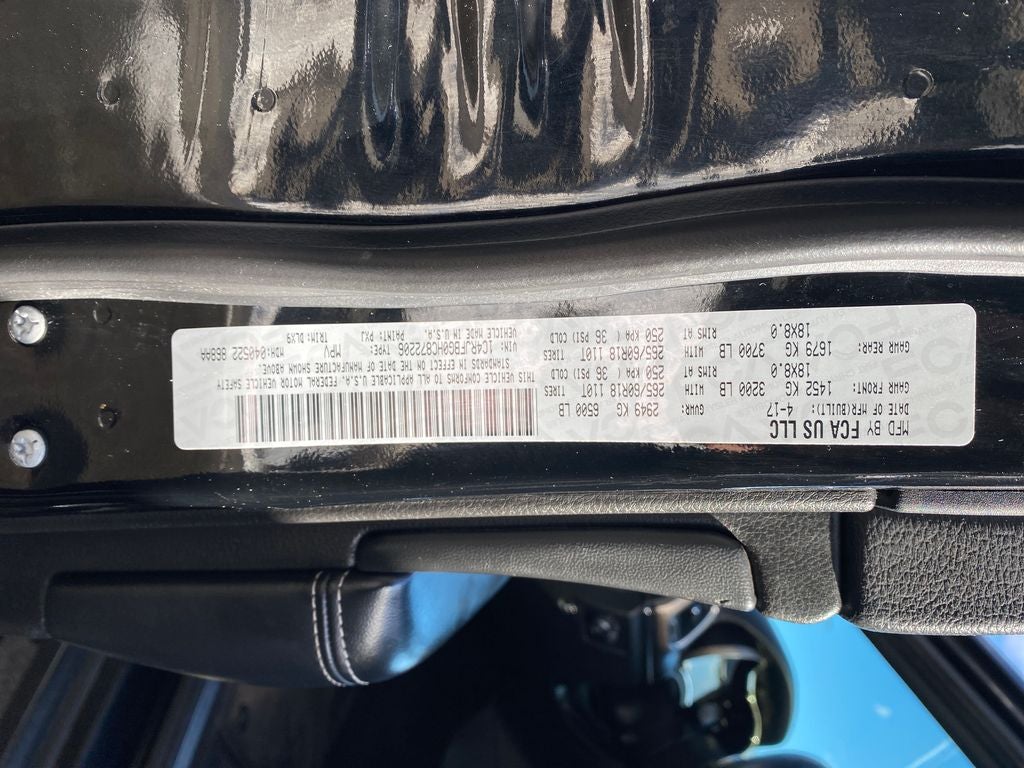 MFD BY FCA US LLC
DATE OF MFR(BUILT): 4-17 GVWR: 2949 KG 6500 LB
GAWR FRONT: 1452 KG 3200 LB WITH 265/60R18 110T TIRES
18X8.0 RIMS AT 250 KPA( 36 PSI) COLD
GAWR REAR: 1679 KG 3700 LB WITH 265/60R18 110T TIRES
18X8.0 RIMS AT 250 KPA( 36 PSI) COLD
THIS VEHICLE CONFORMS TO ALL APPLICABLE FEDERAL MOTOR VEHICLE SAFETY
STANDARDS IN EFFECT ON THE DATE OF MANUFACTURE SHOWN ABOVE.
VIN: 1C4RJFBG0HC872206 TYPE: MPV MDH:040522 868AA
VEHICLE MADE IN U.S.A. PAINT: PXJ TRIM: DLX9